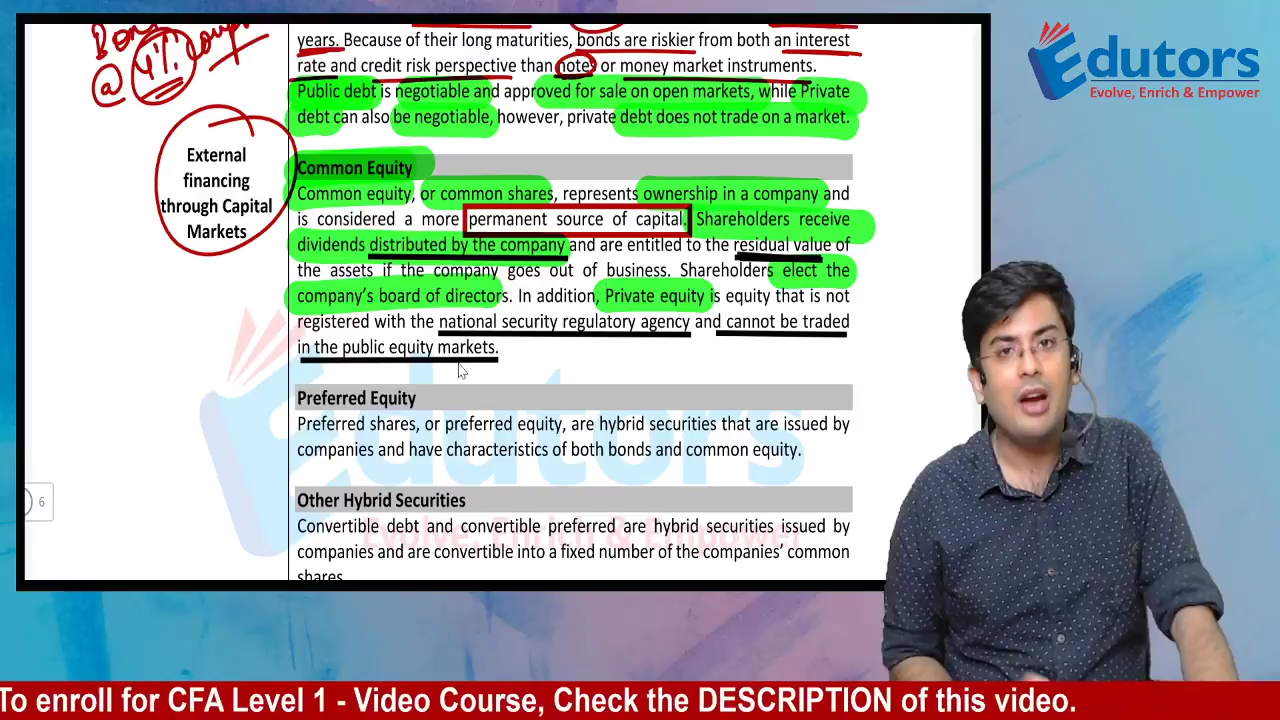 Bon
@ 4%
years. Because of their long maturities, bonds are riskier from both an interest
rate and credit risk perspective than notes or money market instruments.
Public debt is negotiable and approved for sale on open markets, while Private
debt can also be negotiable, however, private debt does not trade on a market.
External
financing
through Capital
Markets
Common Equity
Common equity, or common shares, represents ownership in a company and
is considered a more permanent source of capital. Shareholders receive
dividends distributed by the company and are entitled to the residual value of
the assets if the company goes out of business. Shareholders elect the
company's board of directors. In addition, Private equity is equity that is not
registered with the national security regulatory agency and cannot be traded
in the public equity markets.
Preferred Equity
Preferred shares, or preferred equity, are hybrid securities that are issued by
companies and have characteristics of both bonds and common equity.
Other Hybrid Securities
Convertible debt and convertible preferred are hybrid securities issued by
companies and are convertible into a fixed number of the companies' common
shares.
6
Edutors
Evolve, Enrich & Empower
Edutors
Evolve, Enrich & Empower
To enroll for CFA Level 1 - Video Course, Check the DESCRIPTION of this video.